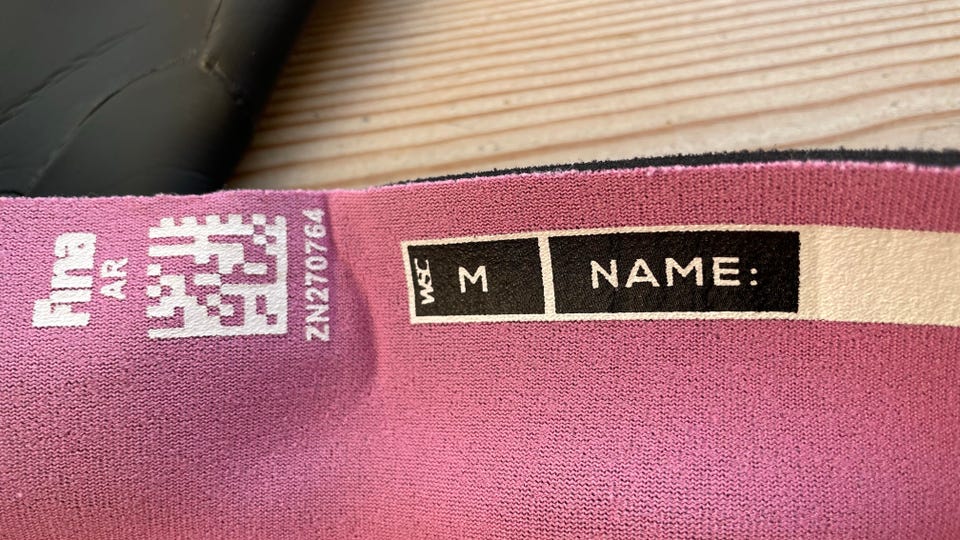 fina
AR
ZN270764
WSC
M
NAME: